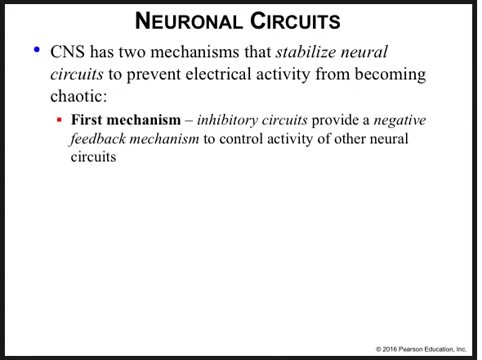 NEURONAL CIRCUITS
• CNS has two mechanisms that stabilize neural
circuits to prevent electrical activity from becoming
chaotic:
▪ First mechanism – inhibitory circuits provide a negative
feedback mechanism to control activity of other neural
circuits
© 2016 Pearson Education, Inc.